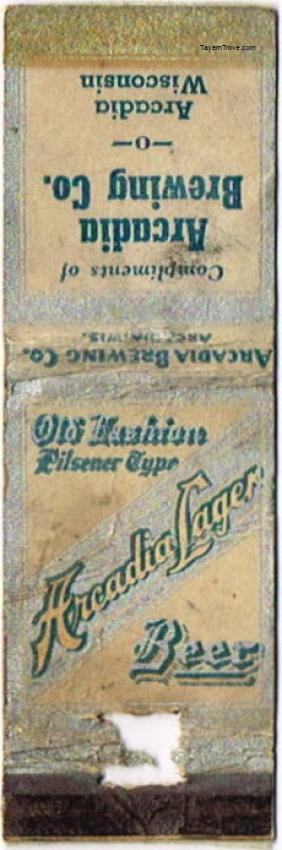 TavernTrove.com
Compliments of
Arcadia
Brewing Co.
—o—
Arcadia
Wisconsin
ARCADIA BREWING CO.
ARCADIA, WIS.
Old Fashion
Pilsener Type
Arcadia Lager
Beer